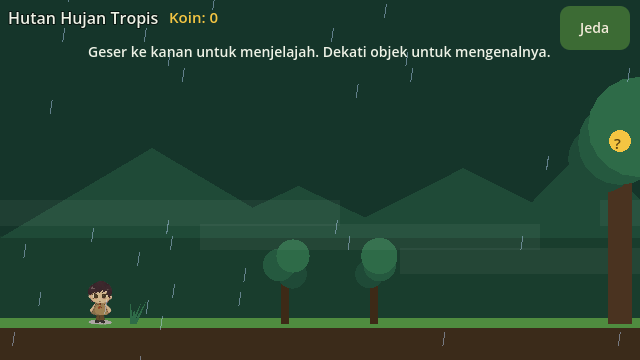 Hutan Hujan Tropis Koin: 0
Jeda
Geser ke kanan untuk menjelajah. Dekati objek untuk mengenalnya.
?